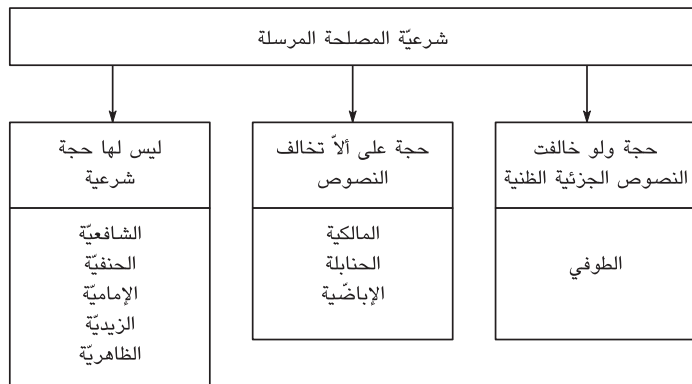 شرعيّة المصلحة المرسلة
حجة ولو خالفت
النصوص الجزئية الظنية
الطوفي
حجة على ألاّ تخالف
النصوص
المالكية
الحنابلة
الإباضّية
ليس لها حجة
شرعية
الشافعيّة
الحنفيّة
الإماميّة
الزيديّة
الظاهريّة